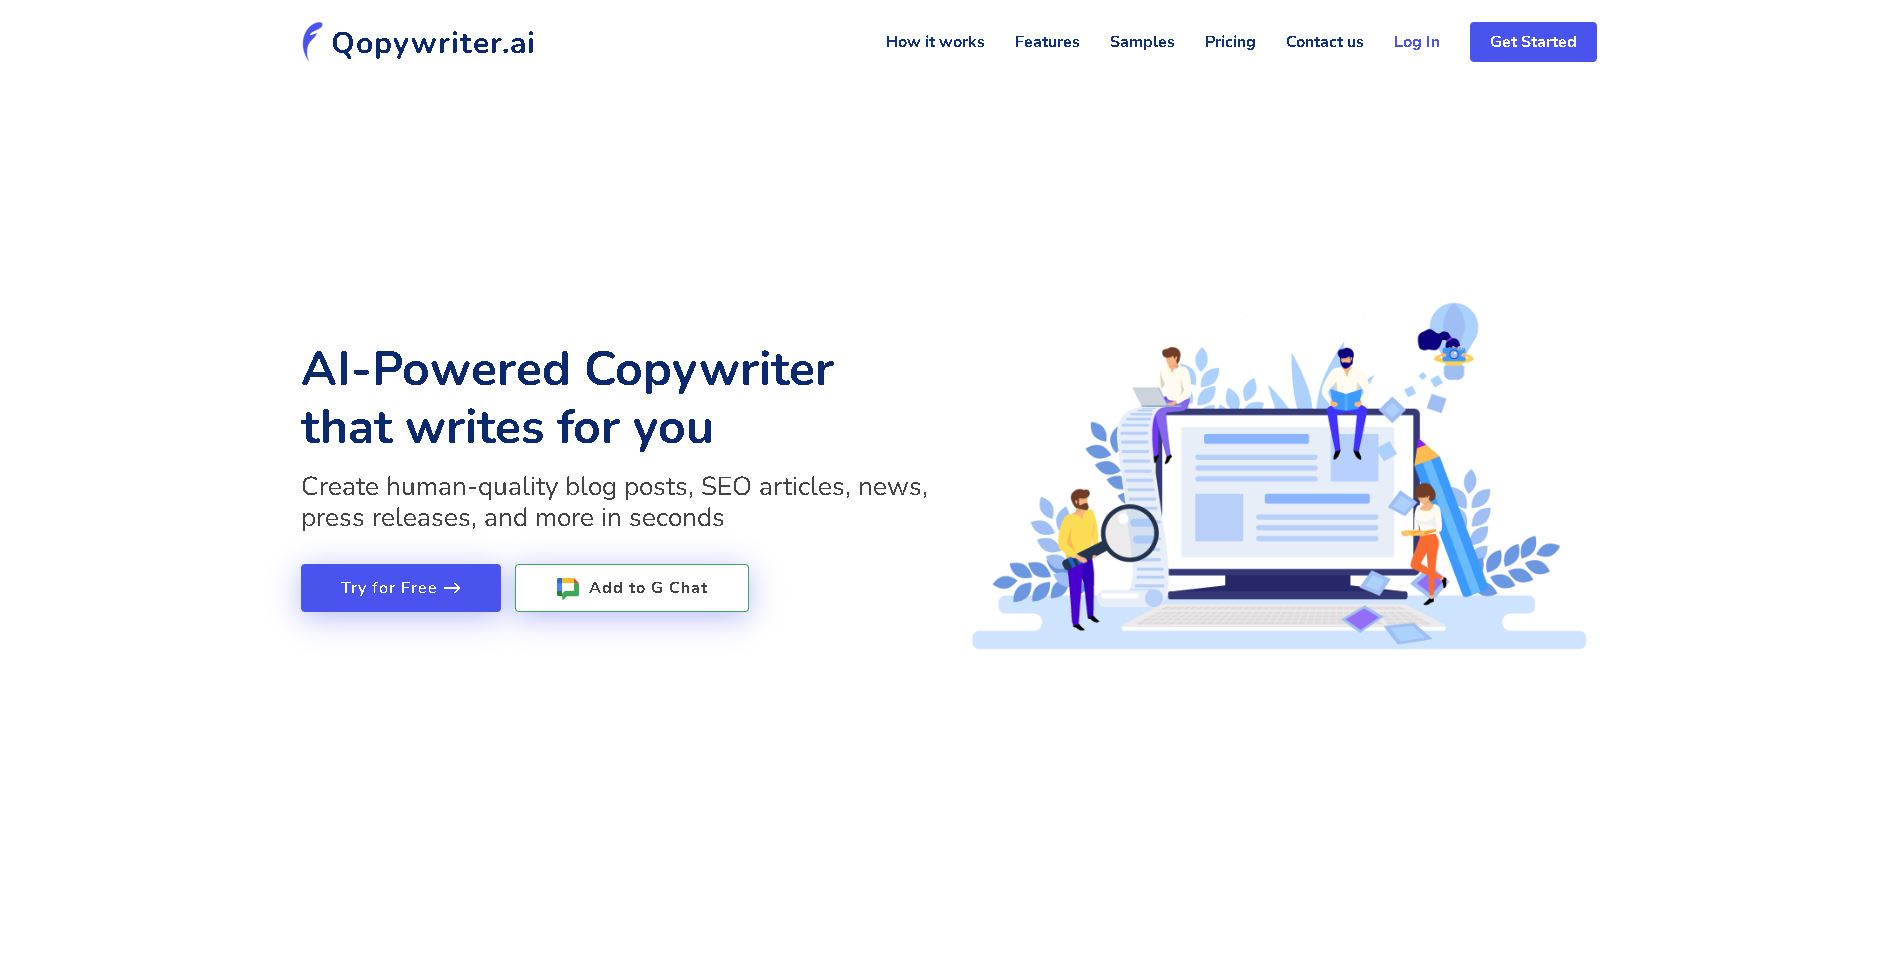 Qopywriter.ai
How it works
Features
Samples
Pricing
Contact us
Log In
Get Started
AI-Powered Copywriter
that writes for you
Create human-quality blog posts, SEO articles, news,
press releases, and more in seconds
Try for Free →
Add to G Chat